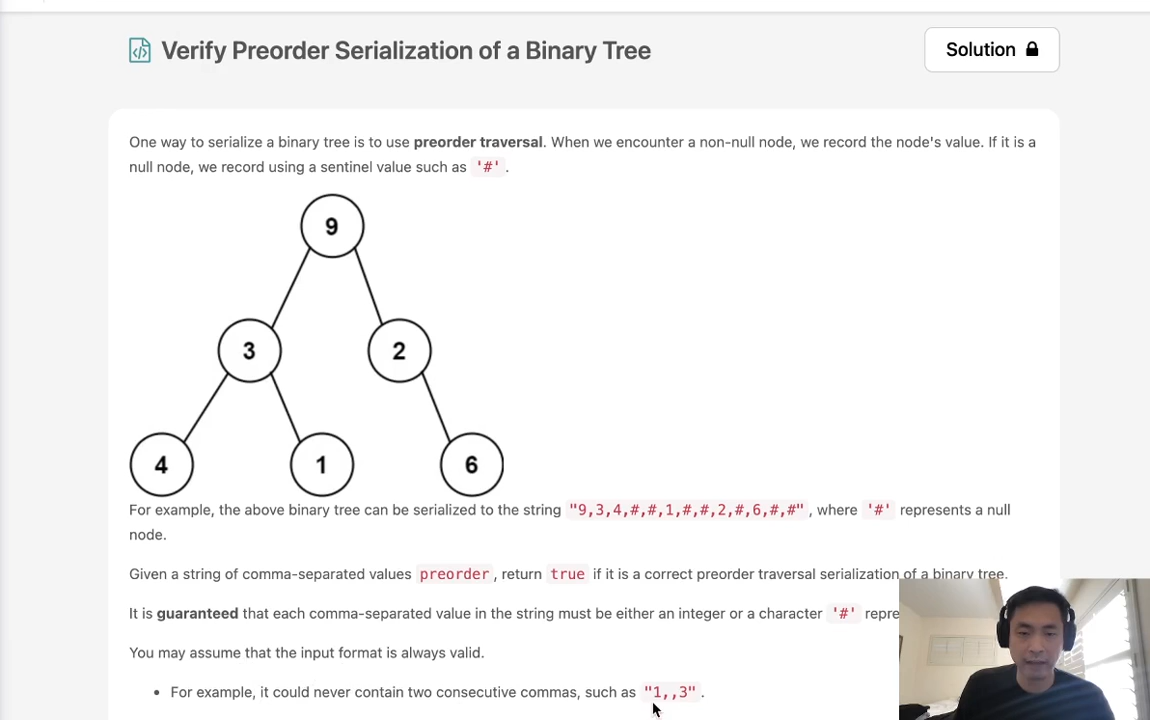 Verify Preorder Serialization of a Binary Tree
Solution
One way to serialize a binary tree is to use preorder traversal. When we encounter a non-null node, we record the node's value. If it is a
null node, we record using a sentinel value such as '#'.
9
3
2
4
1
6
For example, the above binary tree can be serialized to the string "9,3,4,#,#,1,#,#,2,#,6,#,#", where '#' represents a null
node.
Given a string of comma-separated values preorder, return true if it is a correct preorder traversal serialization of a binary tree.
It is guaranteed that each comma-separated value in the string must be either an integer or a character '#' repre
You may assume that the input format is always valid.
• For example, it could never contain two consecutive commas, such as "1,,3".